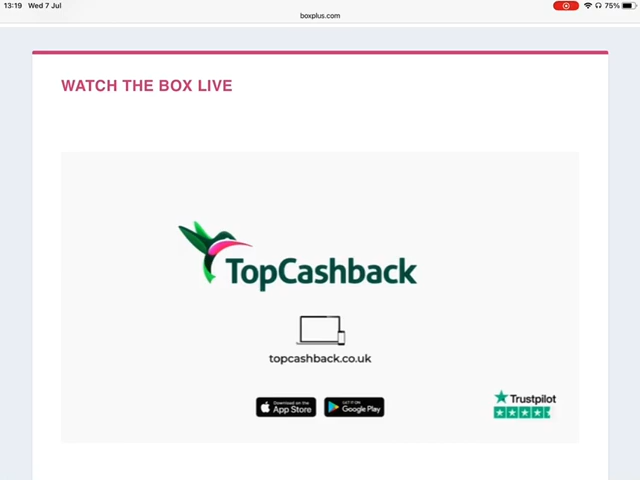 13:19 Wed 7 Jul 75%
boxplus.com
WATCH THE BOX LIVE
TopCashback
topcashback.co.uk
Download on the App Store
GET IT ON Google Play
Trustpilot